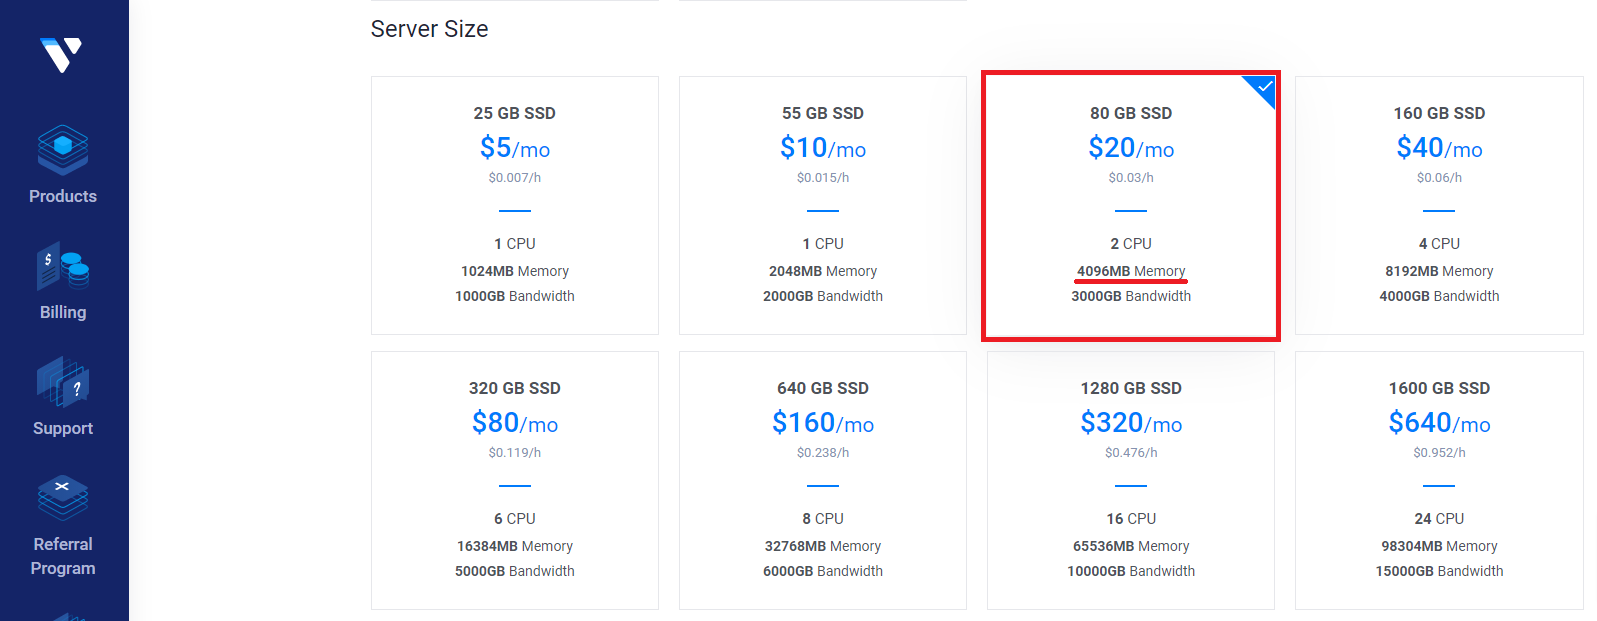 Server Size
Products
Billing
Support
Referral
Program
25 GB SSD
$5/mo
$0.007/h
1 CPU
1024MB Memory
1000GB Bandwidth
55 GB SSD
$10/mo
$0.015/h
1 CPU
2048MB Memory
2000GB Bandwidth
80 GB SSD
$20/mo
$0.03/h
2 CPU
4096MB Memory
3000GB Bandwidth
160 GB SSD
$40/mo
$0.06/h
4 CPU
8192MB Memory
4000GB Bandwidth
320 GB SSD
$80/mo
$0.119/h
6 CPU
16384MB Memory
5000GB Bandwidth
640 GB SSD
$160/mo
$0.238/h
8 CPU
32768MB Memory
6000GB Bandwidth
1280 GB SSD
$320/mo
$0.476/h
16 CPU
65536MB Memory
10000GB Bandwidth
1600 GB SSD
$640/mo
$0.952/h
24 CPU
98304MB Memory
15000GB Bandwidth